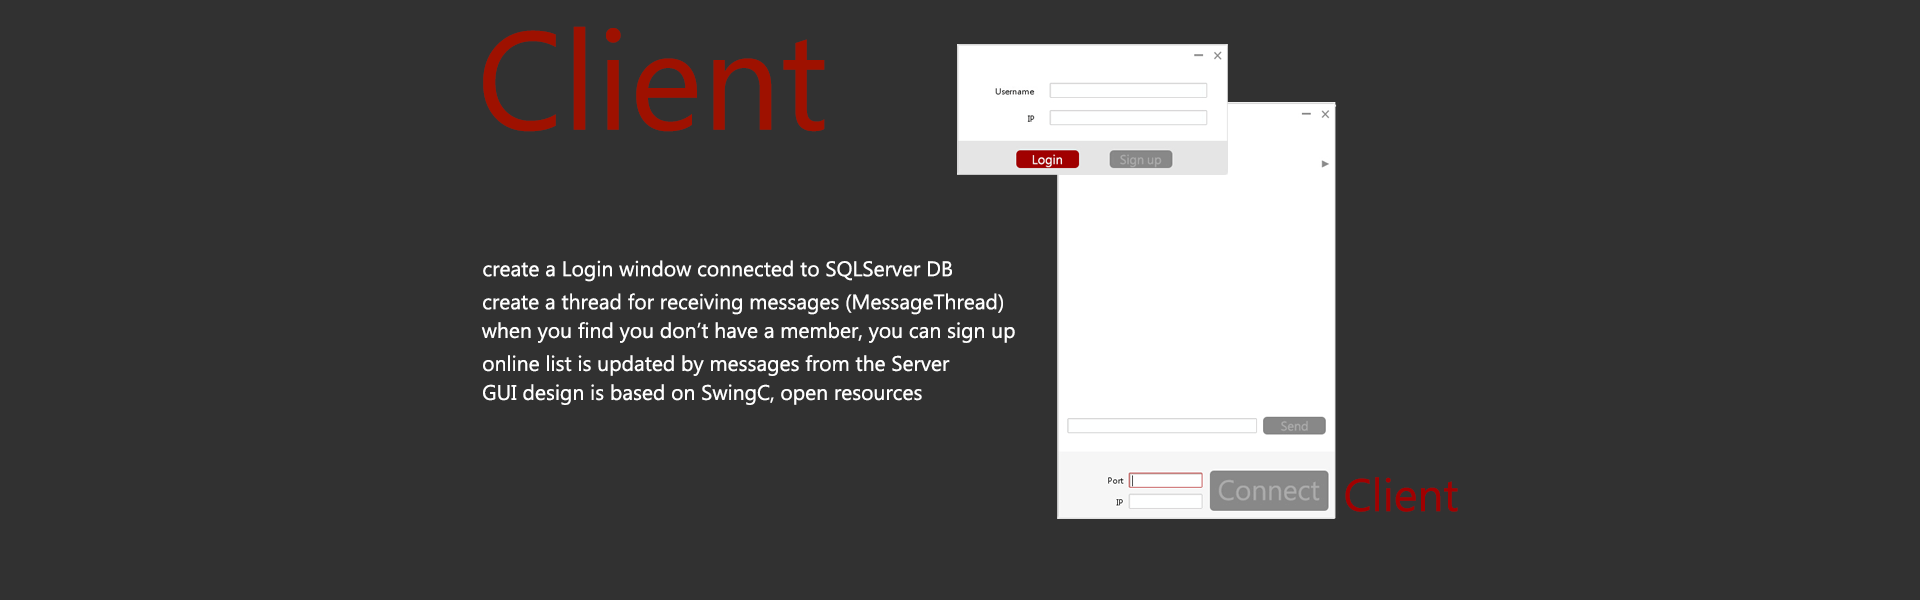 Client
Username
IP
Login
Sign up
create a Login window connected to SQLServer DB
create a thread for receiving messages (MessageThread)
when you find you don't have a member, you can sign up
online list is updated by messages from the Server
GUI design is based on SwingC, open resources
Send
Port
IP
Connect
Client